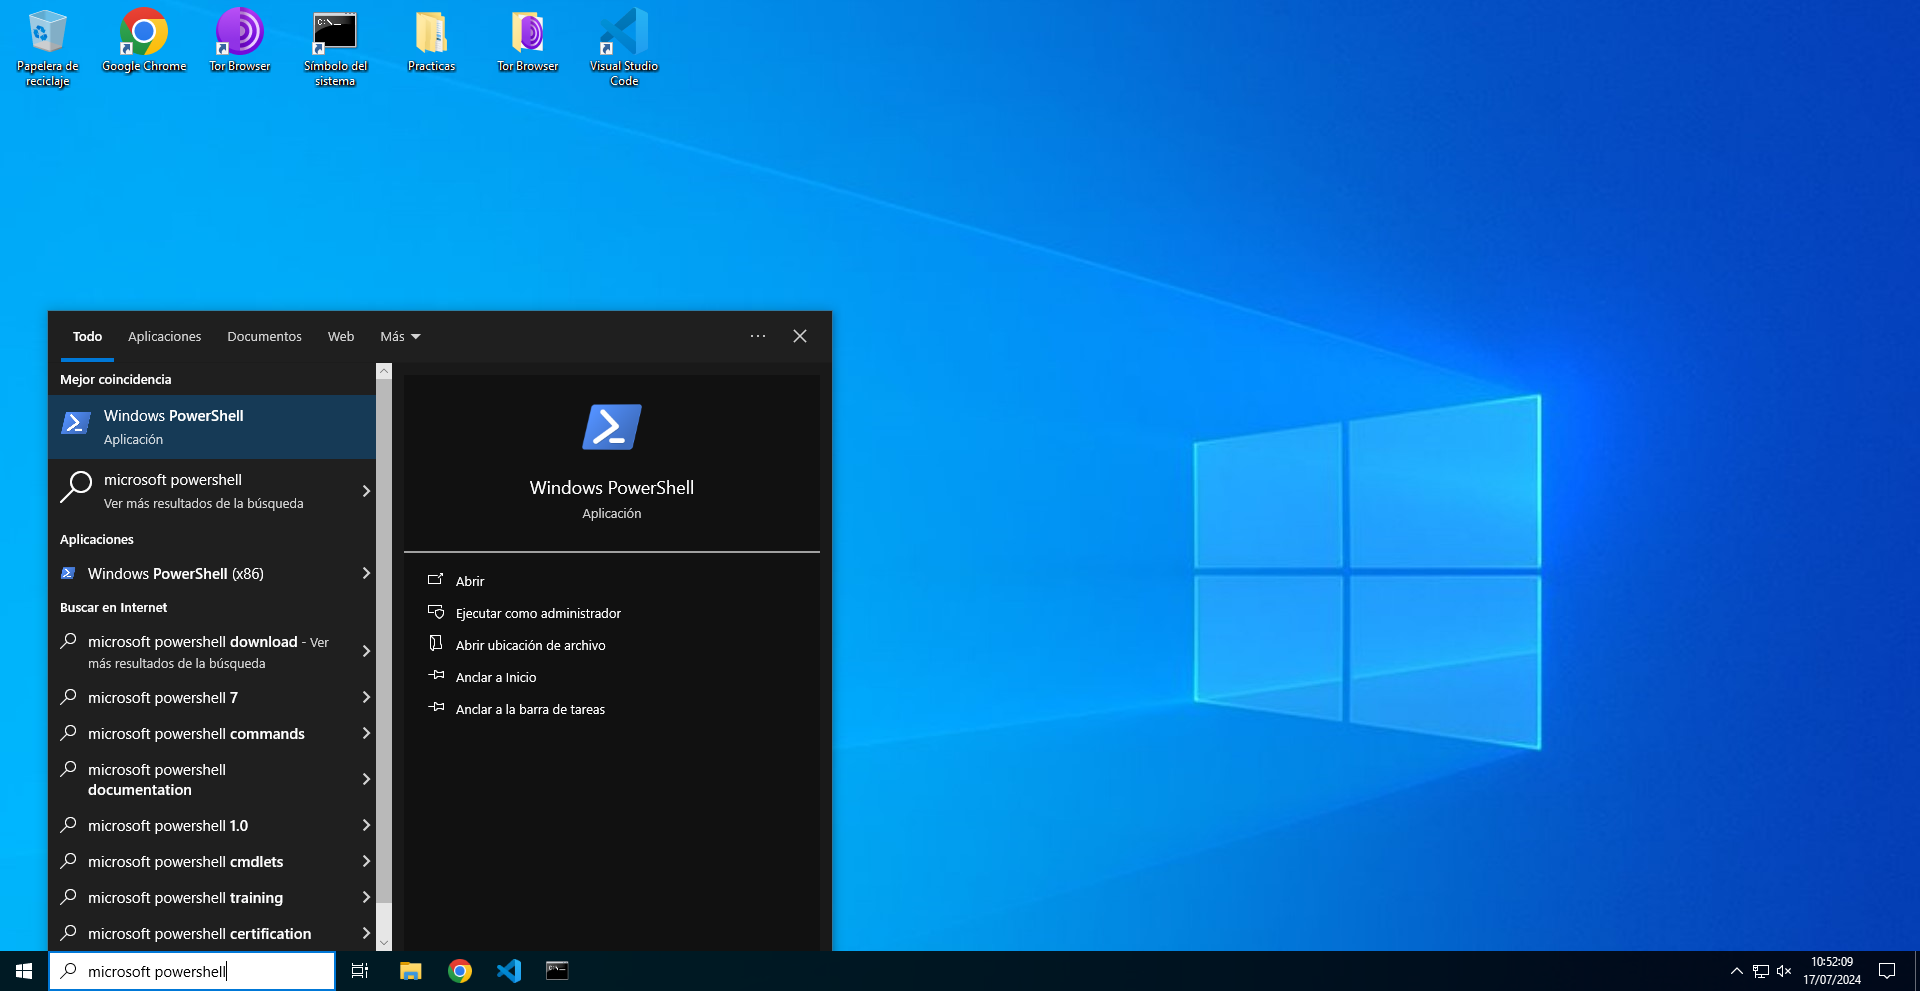 Papelera de
reciclaje
Google Chrome
Tor Browser
Símbolo del
sistema
Practicas
Tor Browser
Visual Studio
Code
Todo
Aplicaciones
Documentos
Web
Más
Mejor coincidencia
Windows PowerShell
Aplicación
microsoft powershell
Ver más resultados de la búsqueda
Aplicaciones
Windows PowerShell (x86)
Buscar en Internet
microsoft powershell download - Ver
más resultados de la búsqueda
microsoft powershell 7
microsoft powershell commands
microsoft powershell
documentation
microsoft powershell 1.0
microsoft powershell cmdlets
microsoft powershell training
microsoft powershell certification
Windows PowerShell
Aplicación
Abrir
Ejecutar como administrador
Abrir ubicación de archivo
Anclar a Inicio
Anclar a la barra de tareas
microsoft powershell
10:52:09
17/07/2024